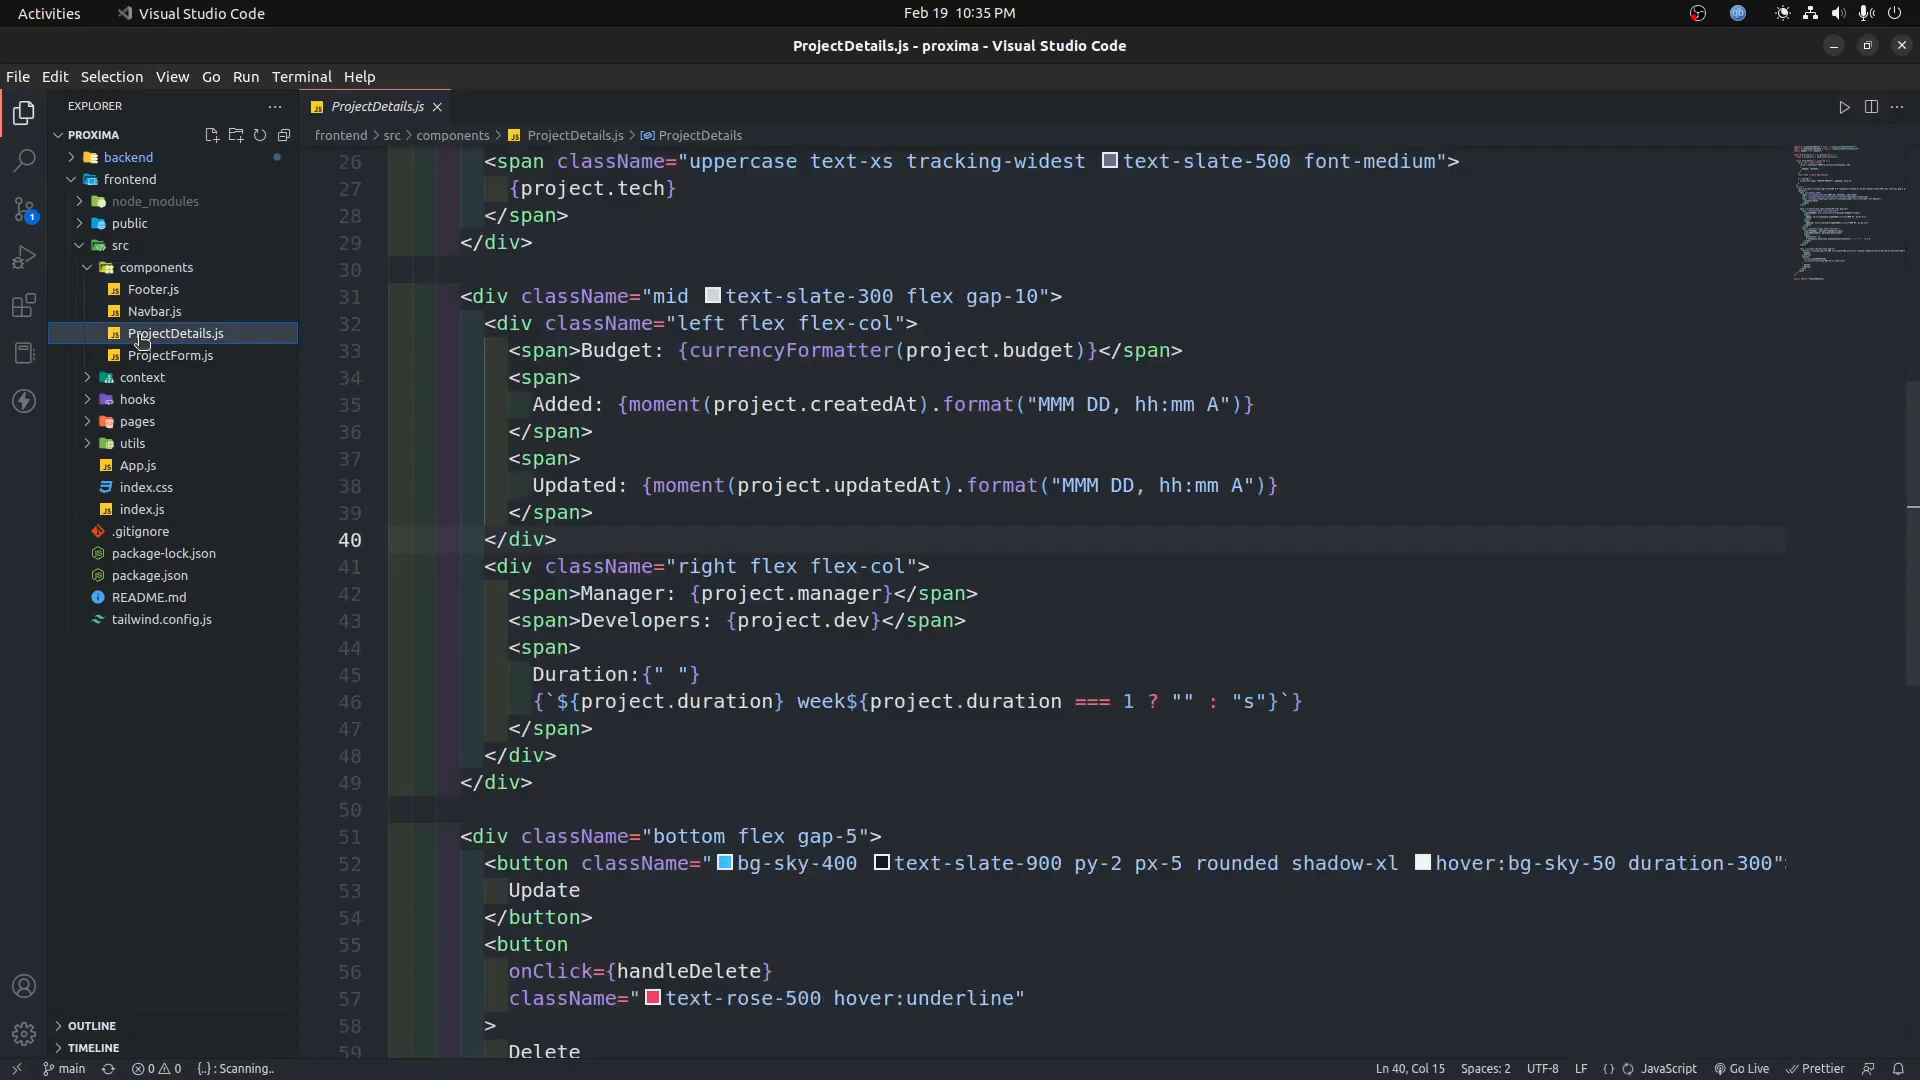 Activities
Visual Studio Code
Feb 19 10:35 PM
ProjectDetails.js - proxima - Visual Studio Code
File Edit Selection View Go Run Terminal Help
EXPLORER
PROXIMA
backend
frontend
node_modules
public
src
components
Footer.js
Navbar.js
ProjectDetails.js
ProjectForm.js
context
hooks
pages
utils
App.js
index.css
index.js
.gitignore
package-lock.json
package.json
README.md
tailwind.config.js
OUTLINE
TIMELINE
1
ProjectDetails.js
frontend > src > components > ProjectDetails.js > ProjectDetails
26 <span className="uppercase text-xs tracking-widest text-slate-500 font-medium">
27 {project.tech}
28 </span>
29 </div>
30
31 <div className="mid text-slate-300 flex gap-10">
32 <div className="left flex flex-col">
33 <span>Budget: {currencyFormatter(project.budget)}</span>
34 <span>
35 Added: {moment(project.createdAt).format("MMM DD, hh:mm A")}
36 </span>
37 <span>
38 Updated: {moment(project.updatedAt).format("MMM DD, hh:mm A")}
39 </span>
40 </div>
41 <div className="right flex flex-col">
42 <span>Manager: {project.manager}</span>
43 <span>Developers: {project.dev}</span>
44 <span>
45 Duration:{" "}
46 {`${project.duration} week${project.duration === 1 ? "" : "s"}`}
47 </span>
48 </div>
49 </div>
50
51 <div className="bottom flex gap-5">
52 <button className="bg-sky-400 text-slate-900 py-2 px-5 rounded shadow-xl hover:bg-sky-50 duration-300"
53 Update
54 </button>
55 <button
56 onClick={handleDelete}
57 className="text-rose-500 hover:underline"
58 >
59 Delete
main 0 0 {..} : Scanning..
Ln 40, Col 15 Spaces: 2 UTF-8 LF {} JavaScript Go Live Prettier